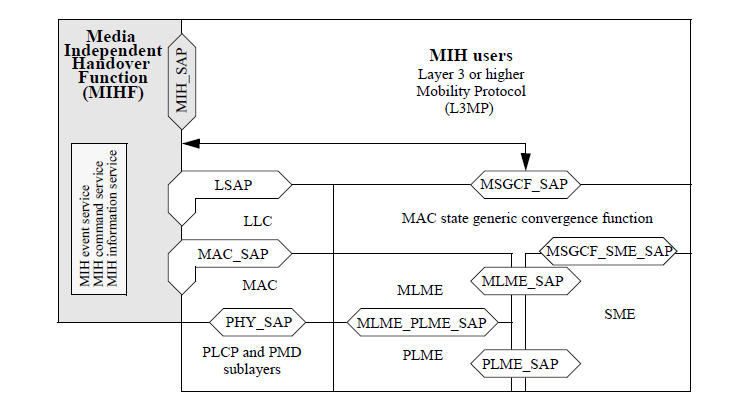 Media
Independent
Handover
Function
(MIHF)
MIH_SAP
MIH users
Layer 3 or higher
Mobility Protocol
(L3MP)
MIH event service
MIH command service
MIH information service
LSAP
MSGCF_SAP
LLC
MAC state generic convergence function
MAC_SAP
MSGCF_SME_SAP
MAC
MLME
MLME_SAP
SME
PHY_SAP
MLME_PLME_SAP
PLCP and PMD
sublayers
PLME
PLME_SAP